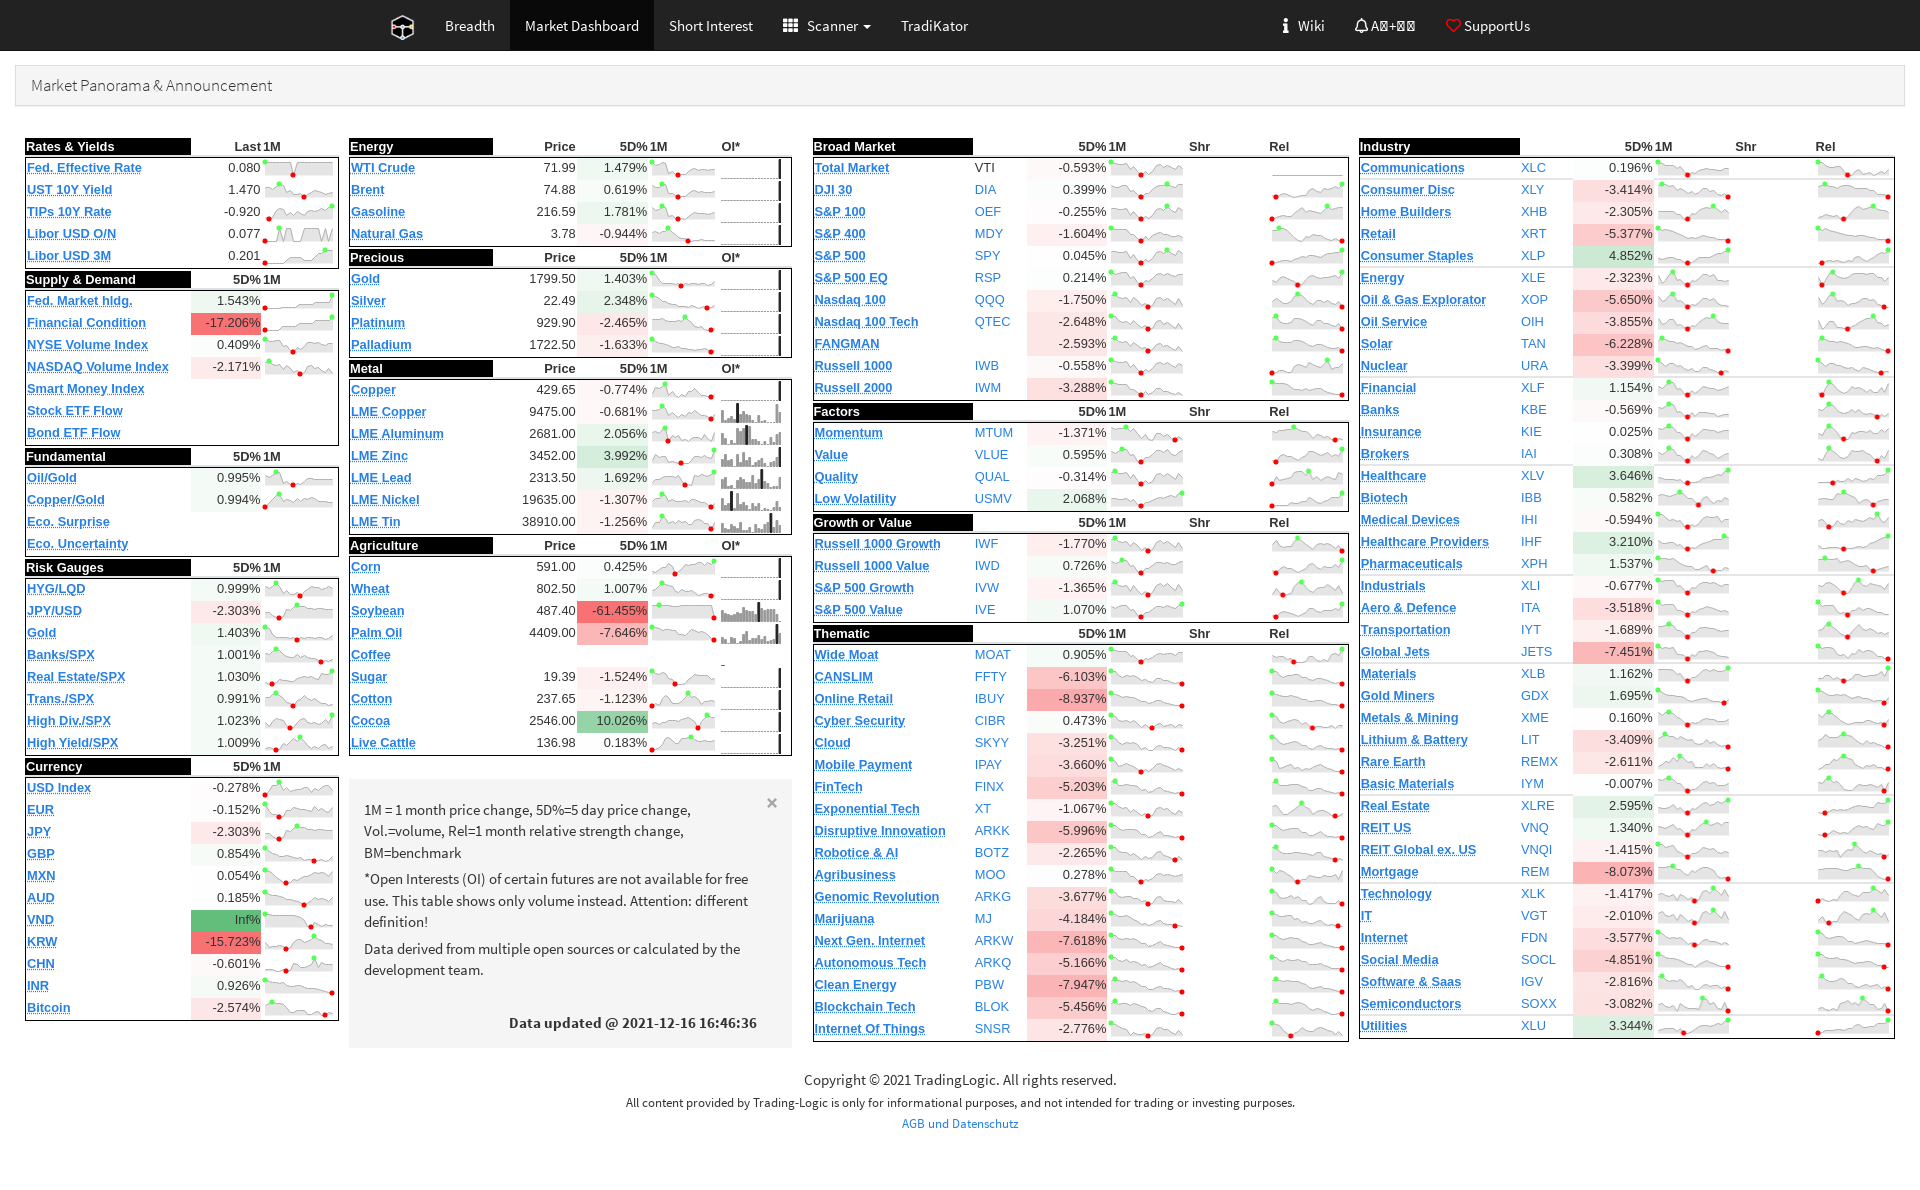 Breadth
Market Dashboard
Short Interest
Scanner
TradiKator
Wiki
SupportUs
Market Panorama & Announcement
Rates & Yields Last 1M
Fed. Effective Rate 0.080
UST 10Y Yield 1.470
TIPs 10Y Rate -0.920
Libor USD O/N 0.077
Libor USD 3M 0.201
Supply & Demand 5D% 1M
Fed. Market hldg. 1.543%
Financial Condition -17.206%
NYSE Volume Index 0.409%
NASDAQ Volume Index -2.171%
Smart Money Index
Stock ETF Flow
Bond ETF Flow
Fundamental 5D% 1M
Oil/Gold 0.995%
Copper/Gold 0.994%
Eco. Surprise
Eco. Uncertainty
Risk Gauges 5D% 1M
HYG/LQD 0.999%
JPY/USD -2.303%
Gold 1.403%
Banks/SPX 1.001%
Real Estate/SPX 1.030%
Trans./SPX 0.991%
High Div./SPX 1.023%
High Yield/SPX 1.009%
Currency 5D% 1M
USD Index -0.278%
EUR -0.152%
JPY -2.303%
GBP 0.854%
MXN 0.054%
AUD 0.185%
VND Inf%
KRW -15.723%
CHN -0.601%
INR 0.926%
Bitcoin -2.574%
Energy Price 5D% 1M OI*
WTI Crude 71.99 1.479%
Brent 74.88 0.619%
Gasoline 216.59 1.781%
Natural Gas 3.78 -0.944%
Precious Price 5D% 1M OI*
Gold 1799.50 1.403%
Silver 22.49 2.348%
Platinum 929.90 -2.465%
Palladium 1722.50 -1.633%
Metal Price 5D% 1M OI*
Copper 429.65 -0.774%
LME Copper 9475.00 -0.681%
LME Aluminum 2681.00 2.056%
LME Zinc 3452.00 3.992%
LME Lead 2313.50 1.692%
LME Nickel 19635.00 -1.307%
LME Tin 38910.00 -1.256%
Agriculture Price 5D% 1M OI*
Corn 591.00 0.425%
Wheat 802.50 1.007%
Soybean 487.40 -61.455%
Palm Oil 4409.00 -7.646%
Coffee
Sugar 19.39 -1.524%
Cotton 237.65 -1.123%
Cocoa 2546.00 10.026%
Live Cattle 136.98 0.183%
×
1M = 1 month price change, 5D%=5 day price change,
Vol.=volume, Rel=1 month relative strength change,
BM=benchmark
*Open Interests (OI) of certain futures are not available for free
use. This table shows only volume instead. Attention: different
definition!
Data derived from multiple open sources or calculated by the
development team.
Data updated @ 2021-12-16 16:46:36
Broad Market 5D% 1M Shr Rel
Total Market VTI -0.593%
DJI 30 DIA 0.399%
S&P 100 OEF -0.255%
S&P 400 MDY -1.604%
S&P 500 SPY 0.045%
S&P 500 EQ RSP 0.214%
Nasdaq 100 QQQ -1.750%
Nasdaq 100 Tech QTEC -2.648%
FANGMAN -2.593%
Russell 1000 IWB -0.558%
Russell 2000 IWM -3.288%
Factors 5D% 1M Shr Rel
Momentum MTUM -1.371%
Value VLUE 0.595%
Quality QUAL -0.314%
Low Volatility USMV 2.068%
Growth or Value 5D% 1M Shr Rel
Russell 1000 Growth IWF -1.770%
Russell 1000 Value IWD 0.726%
S&P 500 Growth IVW -1.365%
S&P 500 Value IVE 1.070%
Thematic 5D% 1M Shr Rel
Wide Moat MOAT 0.905%
CANSLIM FFTY -6.103%
Online Retail IBUY -8.937%
Cyber Security CIBR 0.473%
Cloud SKYY -3.251%
Mobile Payment IPAY -3.660%
FinTech FINX -5.203%
Exponential Tech XT -1.067%
Disruptive Innovation ARKK -5.996%
Robotice & AI BOTZ -2.265%
Agribusiness MOO 0.278%
Genomic Revolution ARKG -3.677%
Marijuana MJ -4.184%
Next Gen. Internet ARKW -7.618%
Autonomous Tech ARKQ -5.166%
Clean Energy PBW -7.947%
Blockchain Tech BLOK -5.456%
Internet Of Things SNSR -2.776%
Industry 5D% 1M Shr Rel
Communications XLC 0.196%
Consumer Disc XLY -3.414%
Home Builders XHB -2.305%
Retail XRT -5.377%
Consumer Staples XLP 4.852%
Energy XLE -2.323%
Oil & Gas Explorator XOP -5.650%
Oil Service OIH -3.855%
Solar TAN -6.228%
Nuclear URA -3.399%
Financial XLF 1.154%
Banks KBE -0.569%
Insurance KIE 0.025%
Brokers IAI 0.308%
Healthcare XLV 3.646%
Biotech IBB 0.582%
Medical Devices IHI -0.594%
Healthcare Providers IHF 3.210%
Pharmaceuticals XPH 1.537%
Industrials XLI -0.677%
Aero & Defence ITA -3.518%
Transportation IYT -1.689%
Global Jets JETS -7.451%
Materials XLB 1.162%
Gold Miners GDX 1.695%
Metals & Mining XME 0.160%
Lithium & Battery LIT -3.409%
Rare Earth REMX -2.611%
Basic Materials IYM -0.007%
Real Estate XLRE 2.595%
REIT US VNQ 1.340%
REIT Global ex. US VNQI -1.415%
Mortgage REM -8.073%
Technology XLK -1.417%
IT VGT -2.010%
Internet FDN -3.577%
Social Media SOCL -4.851%
Software & Saas IGV -2.816%
Semiconductors SOXX -3.082%
Utilities XLU 3.344%
Copyright © 2021 TradingLogic. All rights reserved.
All content provided by Trading-Logic is only for informational purposes, and not intended for trading or investing purposes.
AGB und Datenschutz